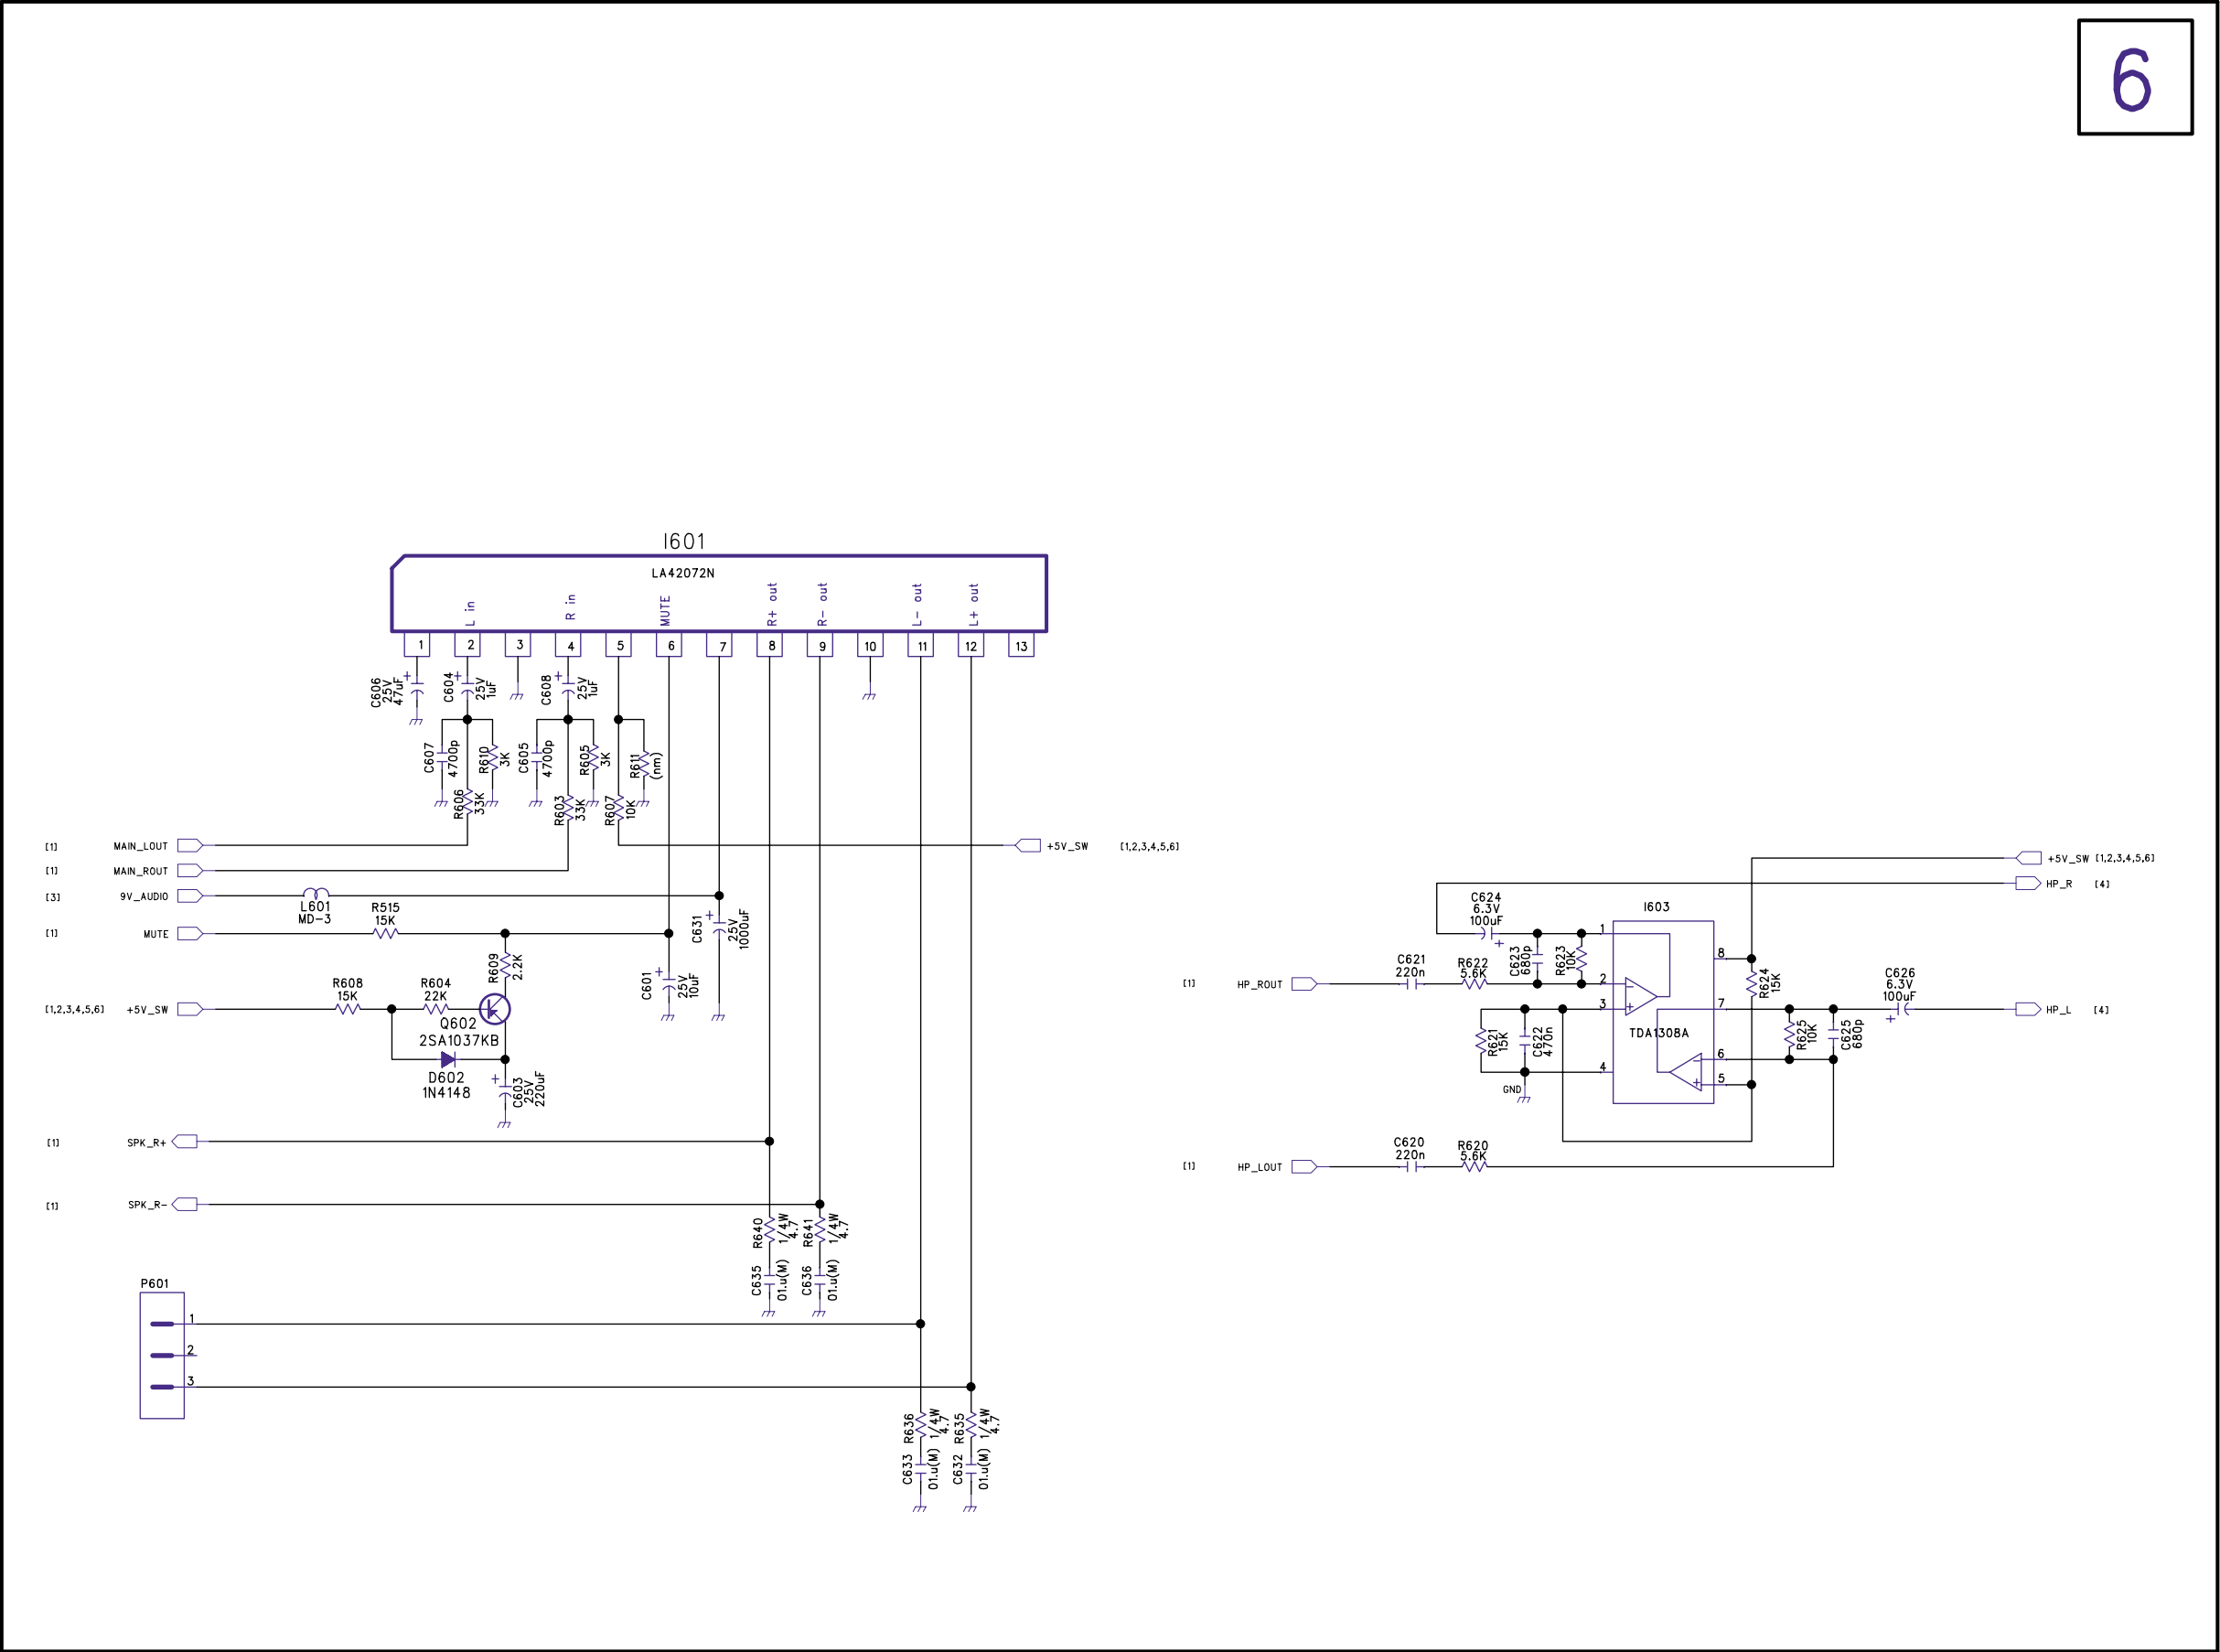 6
I601
LA42072N
L in
R in
MUTE
R+ out
R- out
L- out
L+ out
1
2
3
4
5
6
7
8
9
10
11
12
13
C606
25V
47uF
C604
25V
1uF
C608
25V
1uF
C607
4700p
R610
3K
C605
4700p
R605
3K
R611
(nm)
R606
33K
R603
33K
R607
10K
[1]
MAIN_LOUT
+5V_SW
[1,2,3,4,5,6]
[1]
MAIN_ROUT
[3]
9V_AUDIO
L601
MD-3
R515
15K
[1]
MUTE
C631
25V
1000uF
R609
2.2K
C601
25V
10uF
R608
15K
R604
22K
[1,2,3,4,5,6]
+5V_SW
Q602
2SA1037KB
D602
1N4148
C603
25V
220uF
[1]
SPK_R+
[1]
SPK_R-
R640
1/4W
4.7
R641
1/4W
4.7
C635
01.u(M)
C636
01.u(M)
P601
1
2
3
R636
1/4W
4.7
R635
1/4W
4.7
C633
01.u(M)
C632
01.u(M)
+5V_SW [1,2,3,4,5,6]
HP_R
[4]
C624
6.3V
100uF
I603
1
8
C623
680p
R623
10K
C621
220n
R622
5.6K
R624
15K
C626
6.3V
100uF
[1]
HP_ROUT
2
3
7
HP_L
[4]
TDA1308A
R621
15K
C622
470n
R625
10K
C625
680p
6
4
5
GND
C620
220n
R620
5.6K
[1]
HP_LOUT